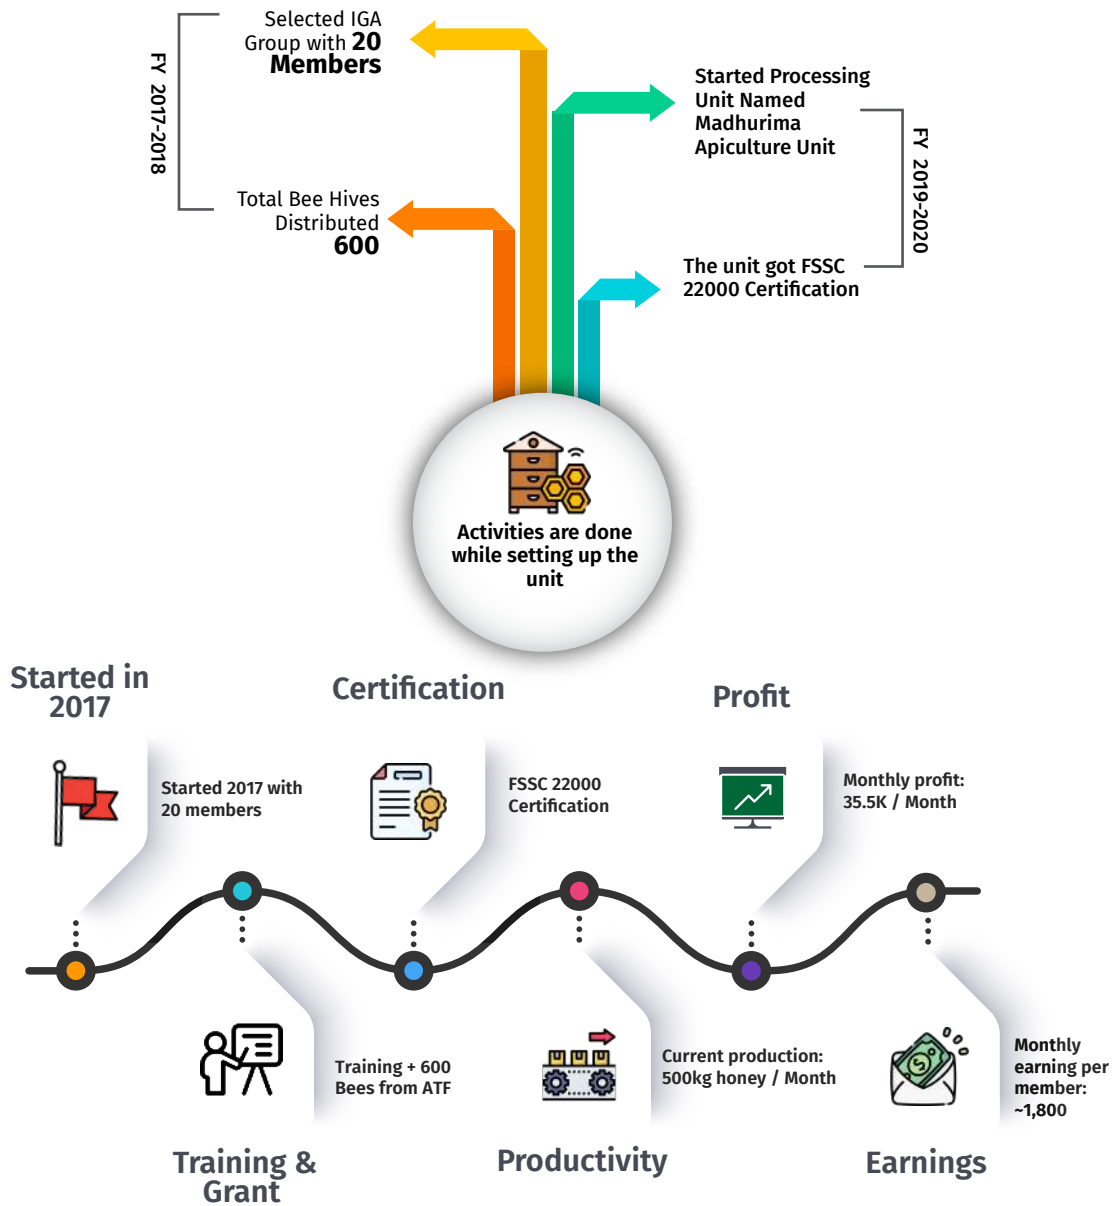 Selected IGA
Group with 20
Members
FY 2017-2018
Total Bee Hives
Distributed
600
Started Processing
Unit Named
Madhurima
Apiculture Unit
FY 2019-2020
The unit got FSSC
22000 Certification
Activities are done
while setting up the
unit
Started in
2017
Certification
Profit
Started 2017 with
20 members
FSSC 22000
Certification
Monthly profit:
35.5K / Month
Training + 600
Bees from ATF
Current production:
500kg honey / Month
Monthly
earning per
member:
~1,800
Training &
Grant
Productivity
Earnings